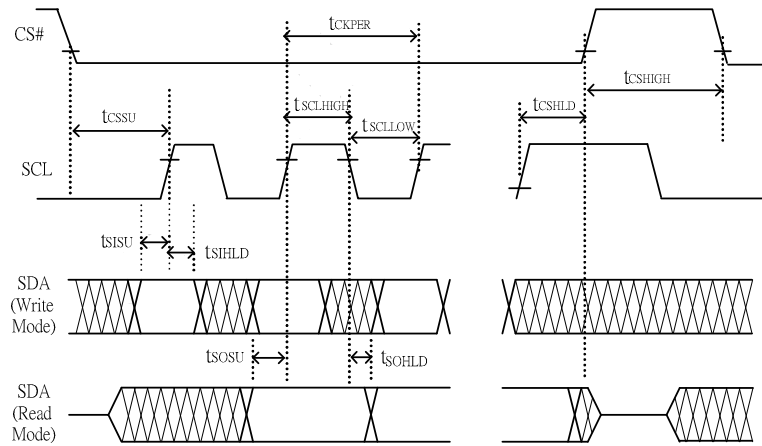 CS#
tCKPER
tCSHIGH
tSCLHIGH
tCSHLD
tCSSU
tSCLLOW
SCL
tSISU
tSIHLD
SDA
(Write
Mode)
tSOSU
tSOHLD
SDA
(Read
Mode)